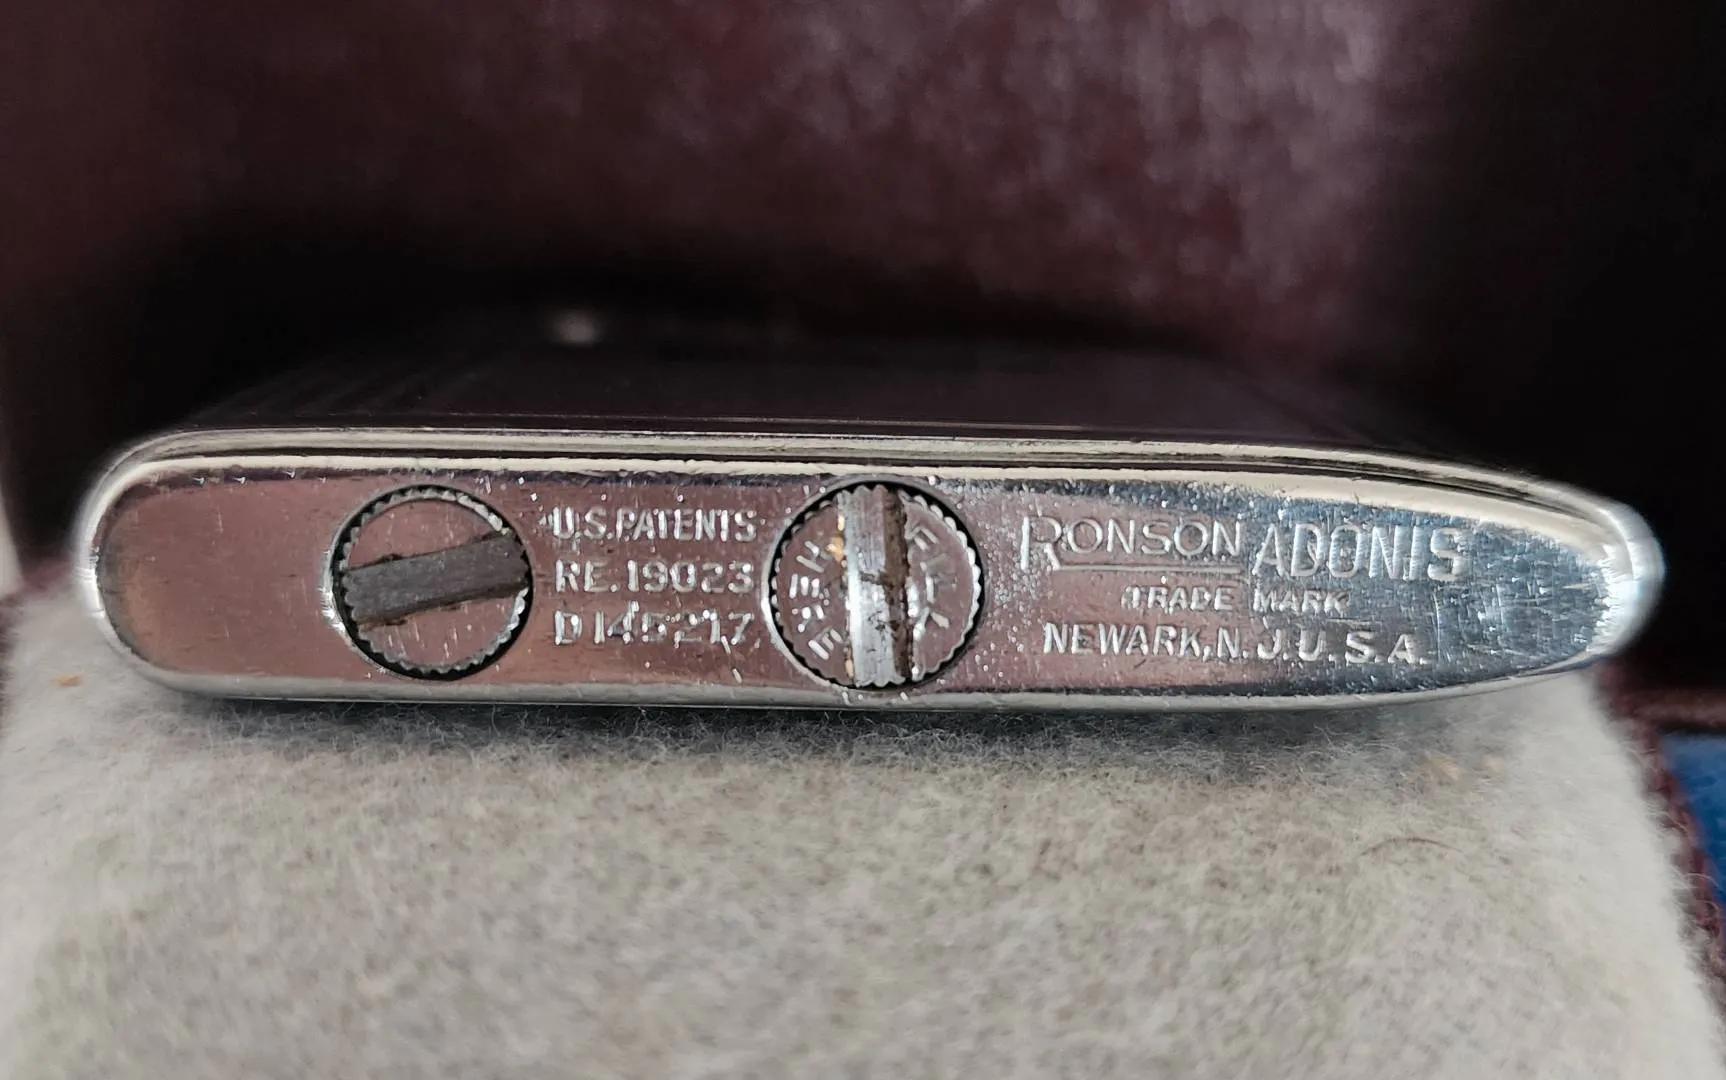 U.S. PATENTS
RE. 19023
D 145217
FILL
HERE
RONSON ADONIS
TRADE MARK
NEWARK, N. J. U. S. A.